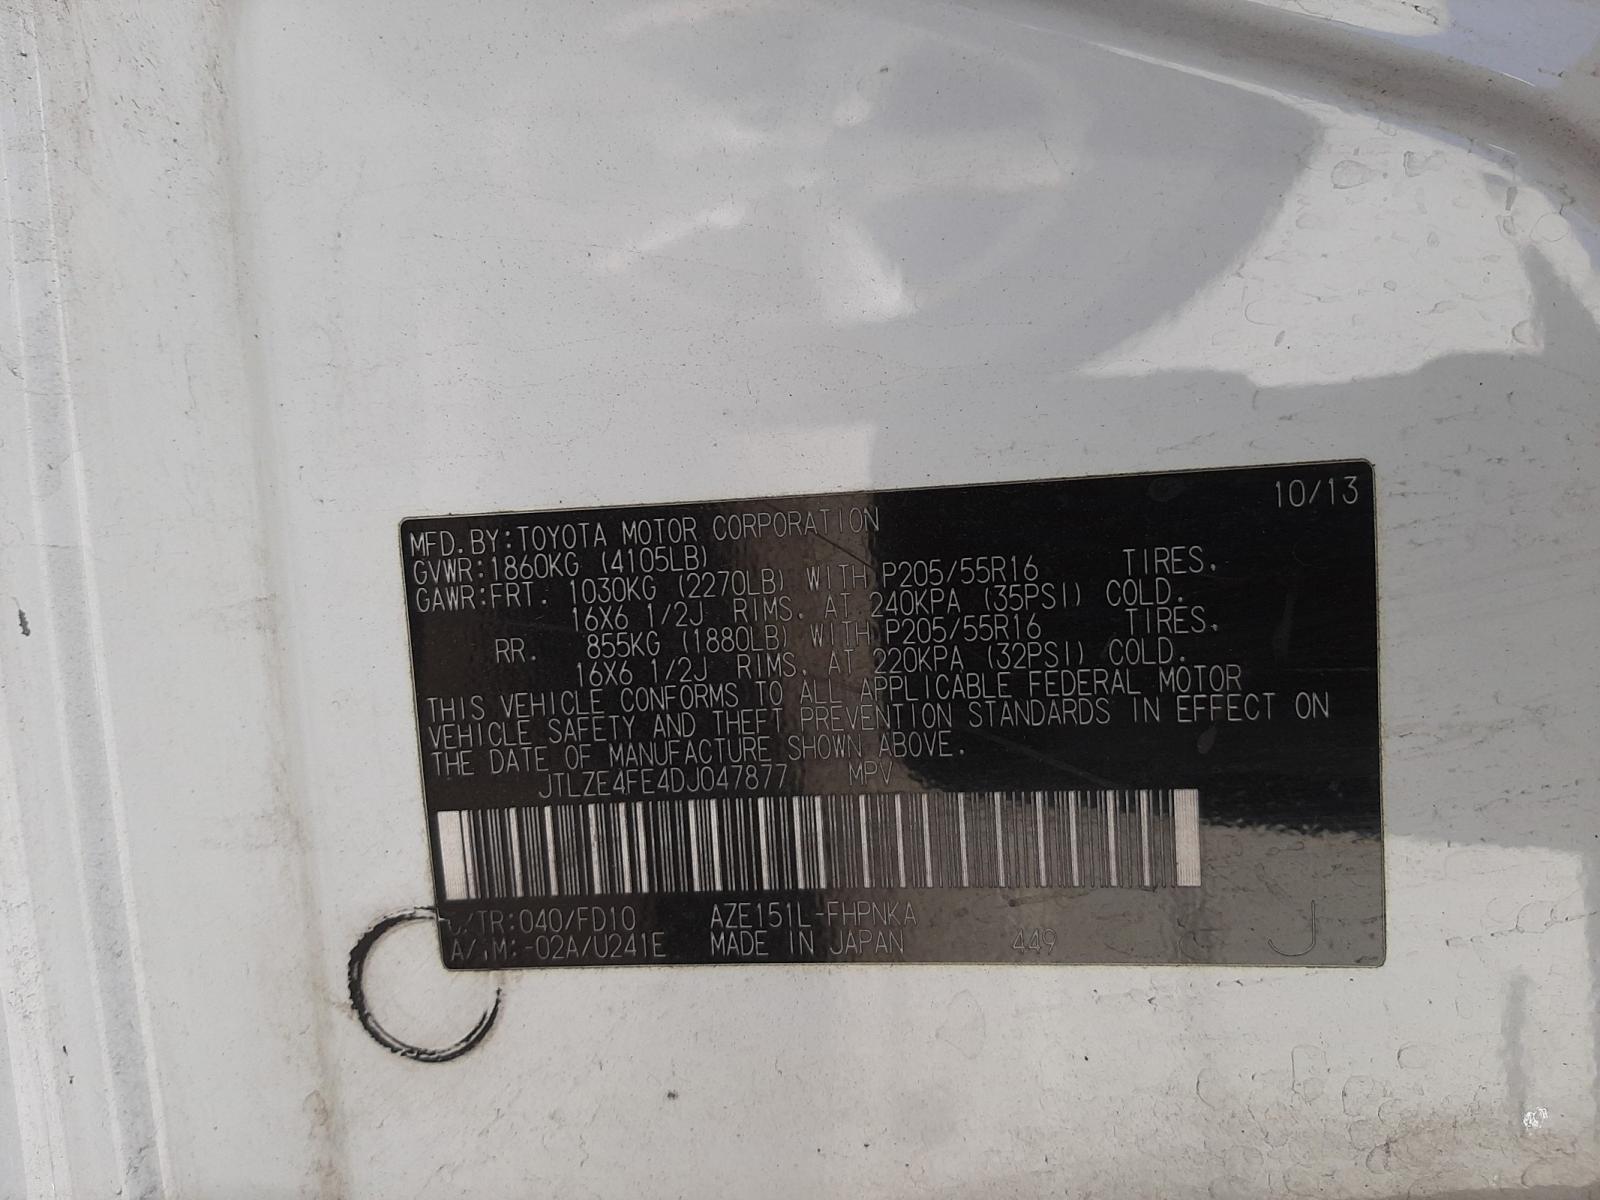 10/13
MFD. BY: TOYOTA MOTOR CORPORATION
GVWR: 1860KG (4105LB)
GAWR: FRT. 1030KG (2270LB) WITH P205/55R16 TIRES,
16X6 1/2J RIMS, AT 240KPA (35PSI) COLD.
RR. 855KG (1880LB) WITH P205/55R16 TIRES,
16X6 1/2J RIMS, AT 220KPA (32PSI) COLD.
THIS VEHICLE CONFORMS TO ALL APPLICABLE FEDERAL MOTOR
VEHICLE SAFETY AND THEFT PREVENTION STANDARDS IN EFFECT ON
THE DATE OF MANUFACTURE SHOWN ABOVE.
JTLZE4FE4DJ047877 MPV
C/TR: 040/FD10 AZE151L-FHPNKA
A/TM: -02A/U241E MADE IN JAPAN 449 J